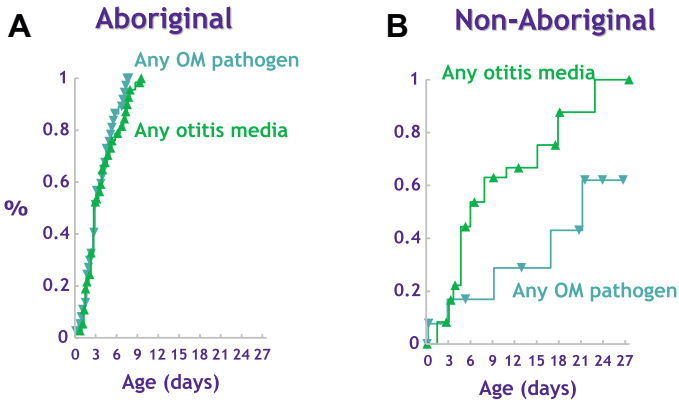 A
Aboriginal
Any OM pathogen
Any otitis media
1
0.8
0.6
0.4
0.2
0
%
0 3 6 9 12 15 18 21 24 27
Age (days)
B
Non-Aboriginal
Any otitis media
Any OM pathogen
1
0.8
0.6
0.4
0.2
0
0 3 6 9 12 15 18 21 24 27
Age (days)